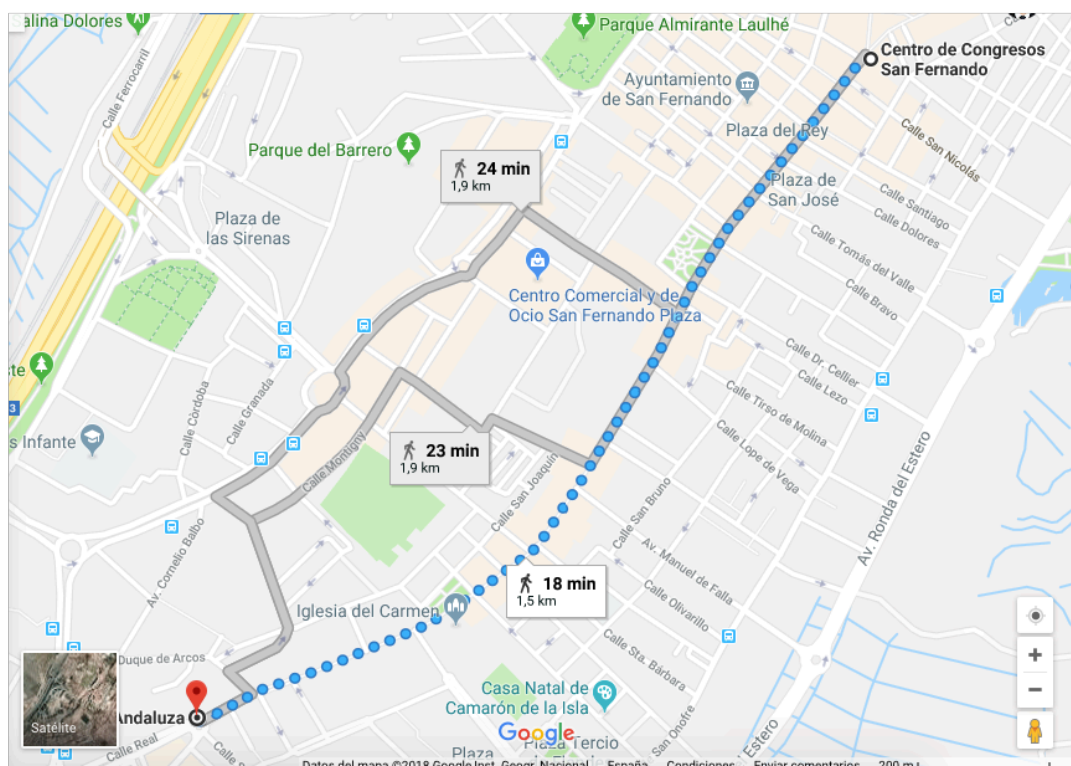 alina Dolores
Parque Almirante Laulhé
Centro de Congresos
San Fernando
Calle Ferrocarril
Ayuntamiento
de San Fernando
Plaza del Rey
Calle San Nicolás
Parque del Barrero
24 min
1,9 km
Plaza de
San José
Calle Santiago
Calle Dolores
Plaza de
las Sirenas
Calle Tomás del Valle
Calle Bravo
Centro Comercial y de
Ocio San Fernando Plaza
Calle Dr. Cellier
Calle Lezo
ste
3
Calle Tirso de Molina
Calle Córdoba
Calle Granada
s Infante
Calle Montigny
23 min
1,9 km
Calle Lope de Vega
Calle San Joaquín
Calle San Bruno
Av. Ronda del Estero
Av. Cornelio Balbo
Av. Manuel de Falla
18 min
1,5 km
Iglesia del Carmen
Calle Olivarillo
Calle Sta. Bárbara
Duque de Arcos
Casa Natal de
Camarón de la Isla
Satélite
Andaluza
Calle Real
Google
San Onofre
Plaza
Plaza Tercio
Estero
Datos del mapa ©2018 Google Inst. Geogr. Nacional España Condiciones Enviar comentarios 200 m